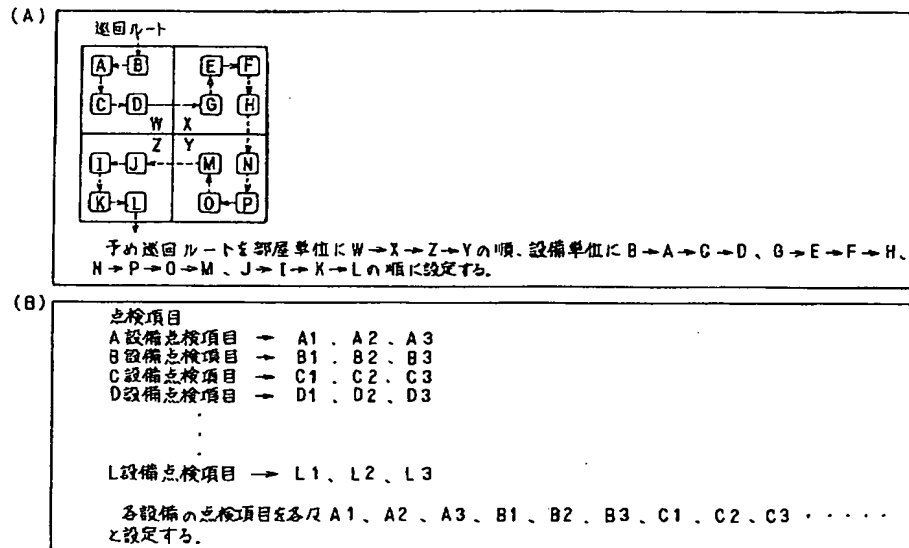 (A)
巡回ルート
A B E F
C D G H
W X
Z Y
I J M N
K L O P
予め巡回ルートを部屋単位にW→X→Z→Yの順、設備単位にB→A→C→D、G→E→F→H、
N→P→O→M、J→I→K→Lの順に設定する.
(B)
点検項目
A設備点検項目 → A1、A2、A3
B設備点検項目 → B1、B2、B3
C設備点検項目 → C1、C2、C3
D設備点検項目 → D1、D2、D3
・
・
・
L設備点検項目 → L1、L2、L3
各設備の点検項目を各々A1、A2、A3、B1、B2、B3、C1、C2、C3・・・・・
と設定する.